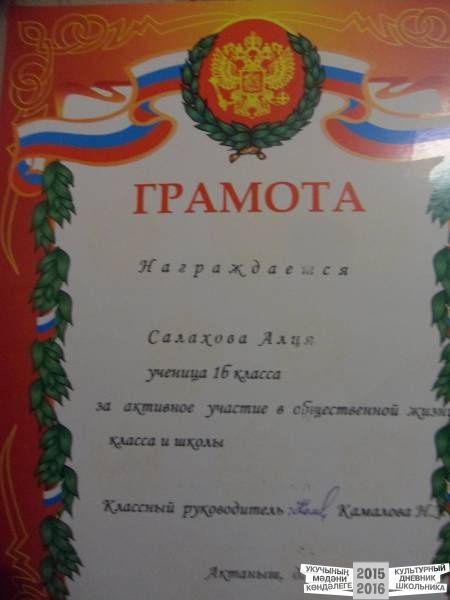 ГРАМОТА
Награждается
Салахова Алия
ученица 1б класса
за активное участие в общественной жизни
класса и школы
Классный руководитель Камалова Н.
Актаныш,
УКУЧЫНЫҢ МӘДӘНИ КӨНДӘЛЕГЕ
2015
2016
КУЛЬТУРНЫЙ ДНЕВНИК ШКОЛЬНИКА